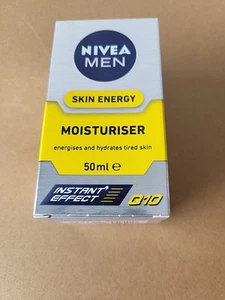 NIVEA
MEN
SKIN ENERGY
MOISTURISER
energises and hydrates tired skin
50ml e
INSTANT
EFFECT
Q10